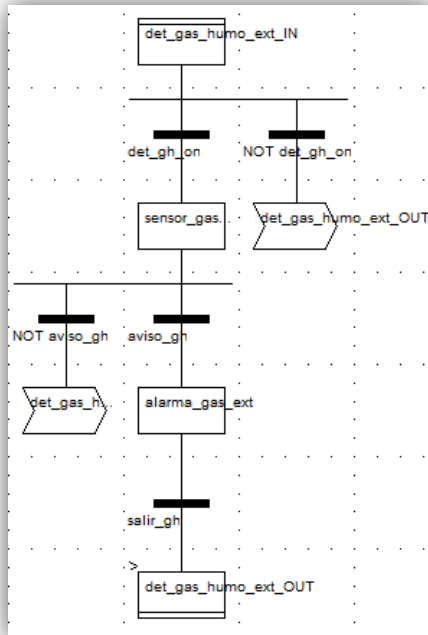 det_gas_humo_ext_IN
det_gh_on
NOT det_gh_on
sensor_gas...
det_gas_humo_ext_OUT
NOT aviso_gh
aviso_gh
det_gas_h...
alarma_gas_ext
salir_gh
>
det_gas_humo_ext_OUT